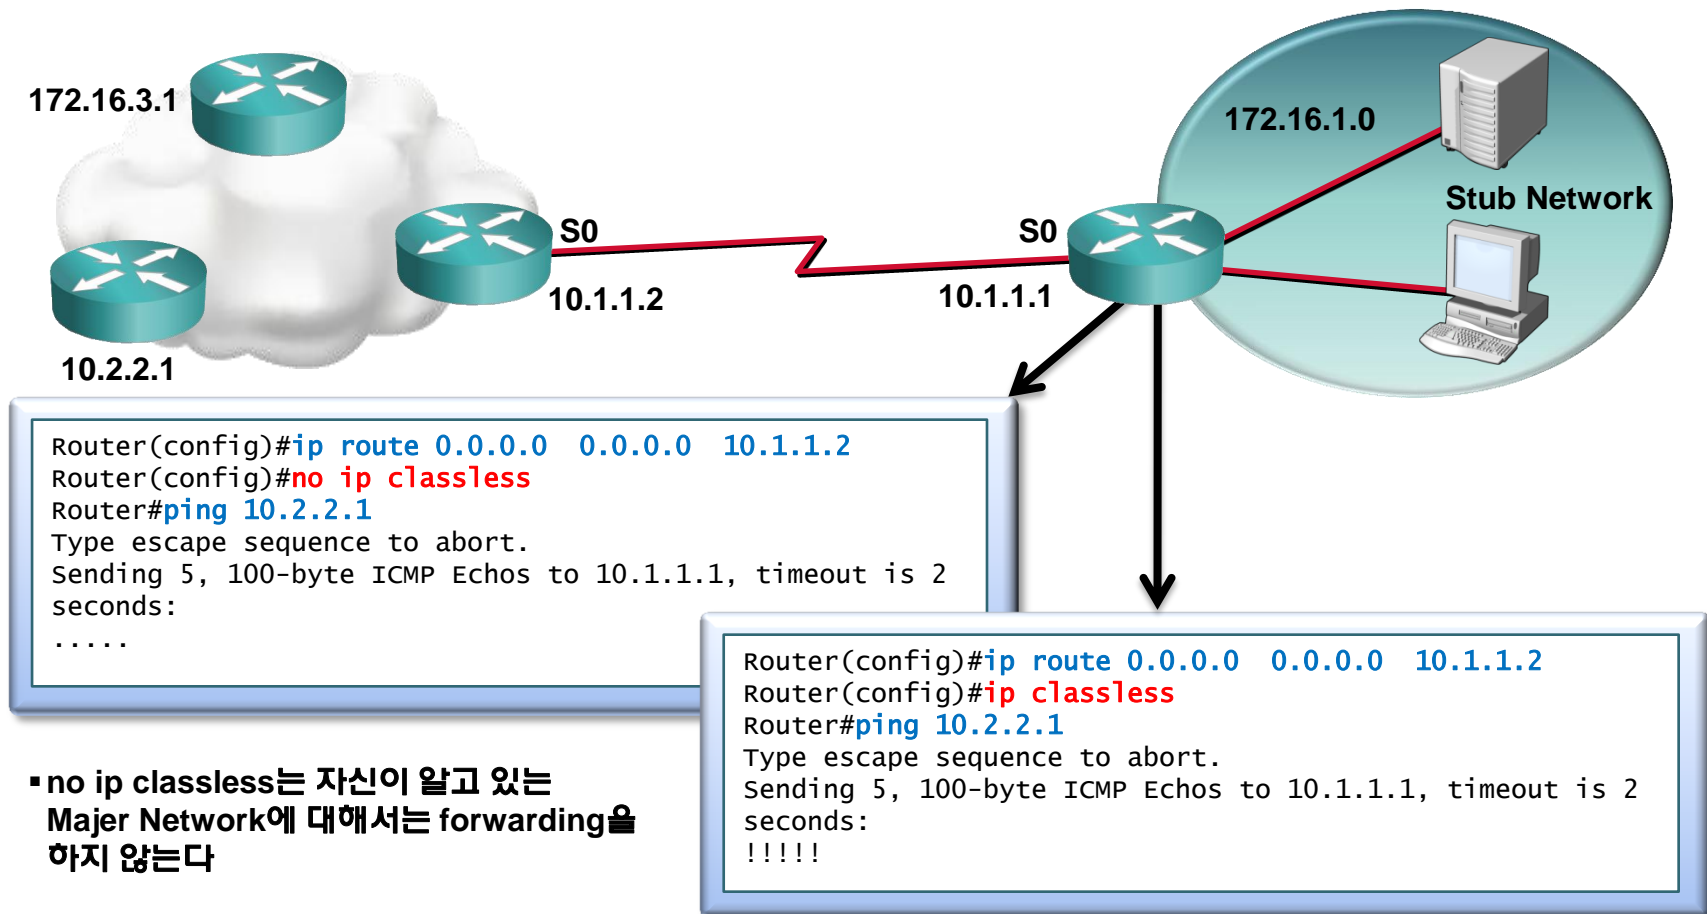 172.16.3.1
172.16.1.0
Stub Network
S0
S0
10.1.1.2
10.1.1.1
10.2.2.1
Router(config)#ip route 0.0.0.0 0.0.0.0 10.1.1.2
Router(config)#no ip classless
Router#ping 10.2.2.1
Type escape sequence to abort.
Sending 5, 100-byte ICMP Echos to 10.1.1.1, timeout is 2
seconds:
.....
Router(config)#ip route 0.0.0.0 0.0.0.0 10.1.1.2
Router(config)#ip classless
Router#ping 10.2.2.1
Type escape sequence to abort.
Sending 5, 100-byte ICMP Echos to 10.1.1.1, timeout is 2
seconds:
!!!!!
▪no ip classless는 자신이 알고 있는
Majer Network에 대해서는 forwarding을
하지 않는다